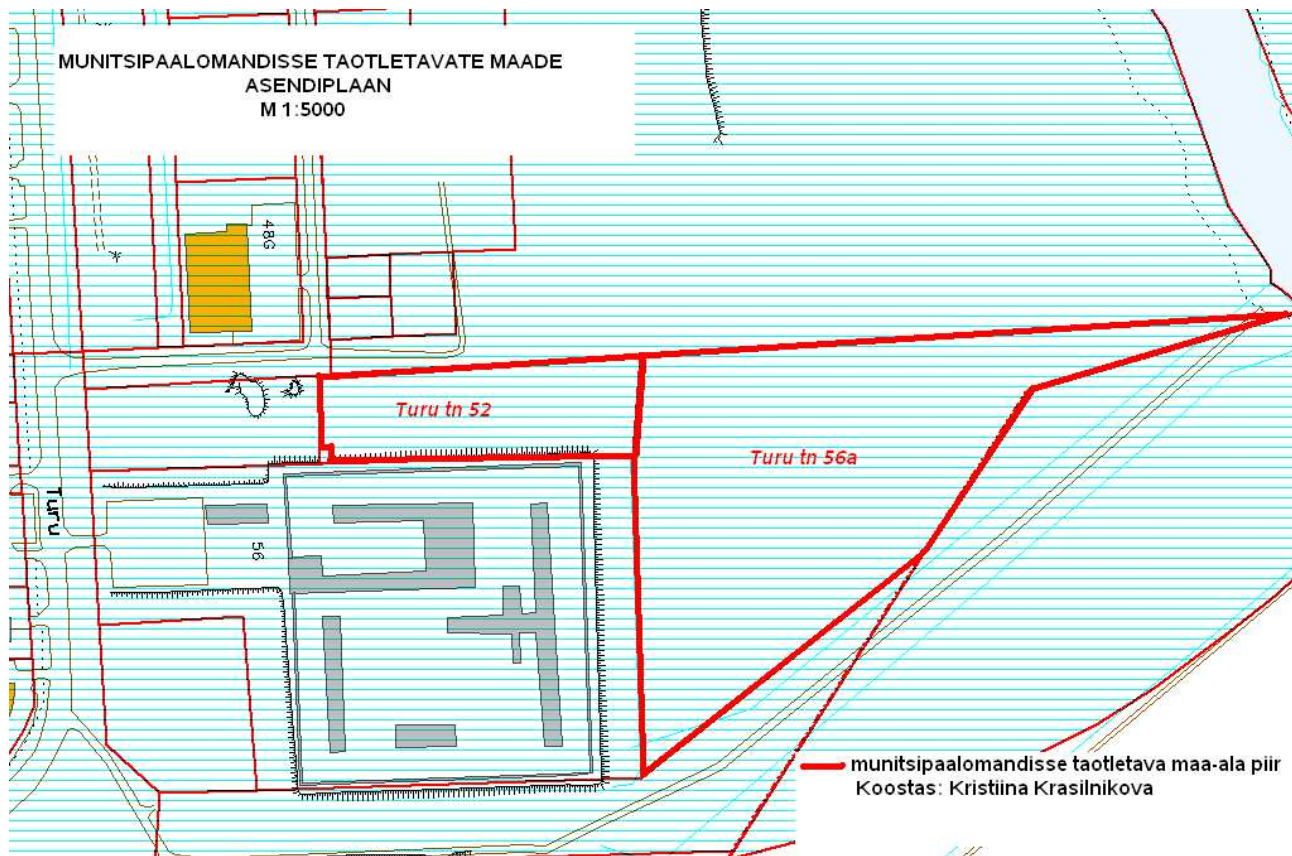 MUNITSIPAALOMANDISSE TAOTLETAVATE MAADE
ASENDIPLAAN
M 1:5000
48G
Turu tn 52
Turu tn 56a
Turu
56
munitsipaalomandisse taotletava maa-ala piir
Koostas: Kristiina Krasilnikova